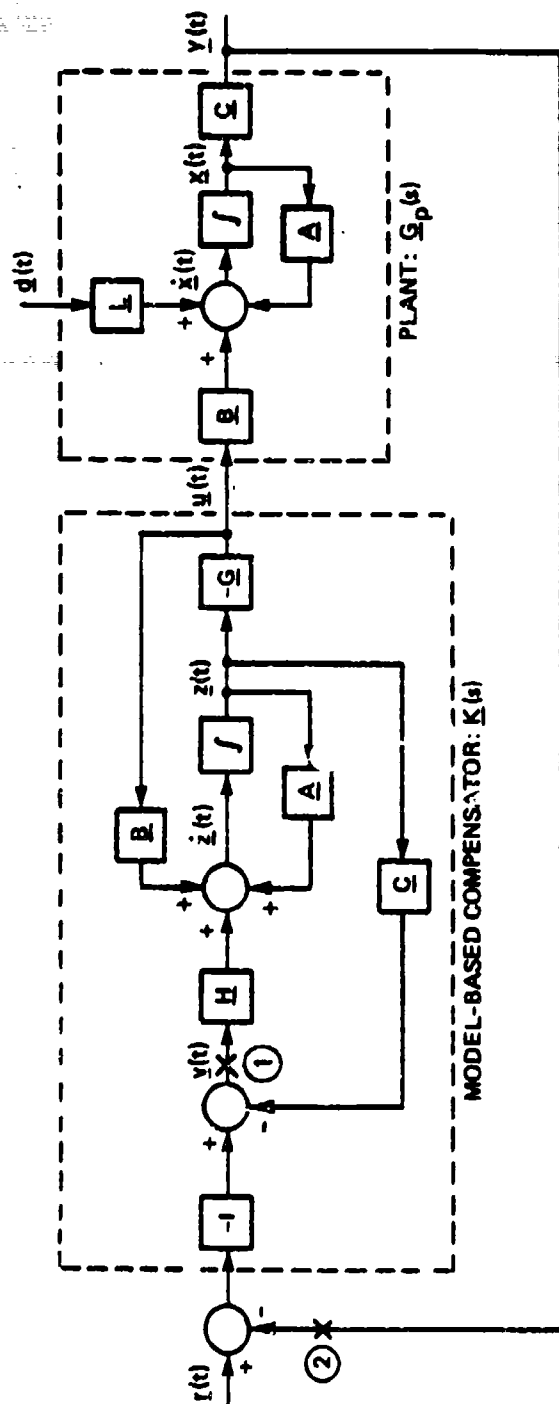 d(t)
L
r(t)
+
-
②
-I
+
-
v(t)
①
H
+
+
+
B
ż(t)
∫
z(t)
A
C
-G
u(t)
B
+
+
ẋ(t)
∫
x(t)
A
C
y(t)
PLANT: Gp(s)
MODEL-BASED COMPENSATOR: K(s)